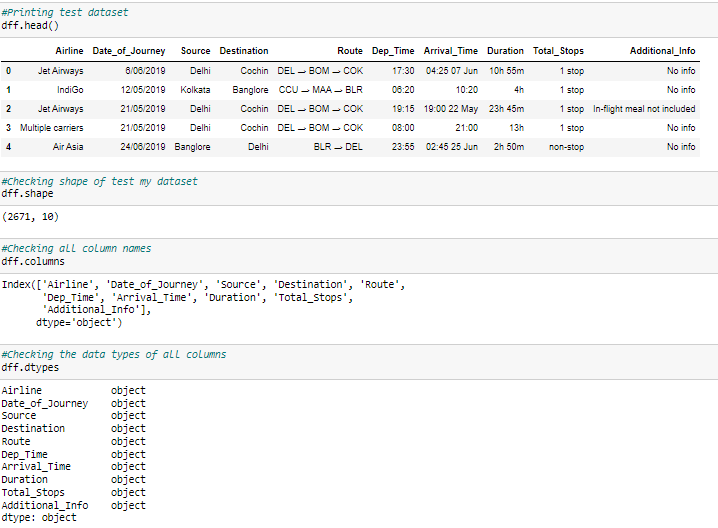 #Printing test dataset
dff.head()
Airline Date_of_Journey Source Destination Route Dep_Time Arrival_Time Duration Total_Stops Additional_Info
0 Jet Airways 6/06/2019 Delhi Cochin DEL → BOM → COK 17:30 04:25 07 Jun 10h 55m 1 stop No info
1 IndiGo 12/05/2019 Kolkata Banglore CCU → MAA → BLR 06:20 10:20 4h 1 stop No info
2 Jet Airways 21/05/2019 Delhi Cochin DEL → BOM → COK 19:15 19:00 22 May 23h 45m 1 stop In-flight meal not included
3 Multiple carriers 21/05/2019 Delhi Cochin DEL → BOM → COK 08:00 21:00 13h 1 stop No info
4 Air Asia 24/06/2019 Banglore Delhi BLR → DEL 23:55 02:45 25 Jun 2h 50m non-stop No info
#Checking shape of test my dataset
dff.shape
(2671, 10)
#Checking all column names
dff.columns
Index(['Airline', 'Date_of_Journey', 'Source', 'Destination', 'Route',
'Dep_Time', 'Arrival_Time', 'Duration', 'Total_Stops',
'Additional_Info'],
dtype='object')
#Checking the data types of all columns
dff.dtypes
Airline object
Date_of_Journey object
Source object
Destination object
Route object
Dep_Time object
Arrival_Time object
Duration object
Total_Stops object
Additional_Info object
dtype: object